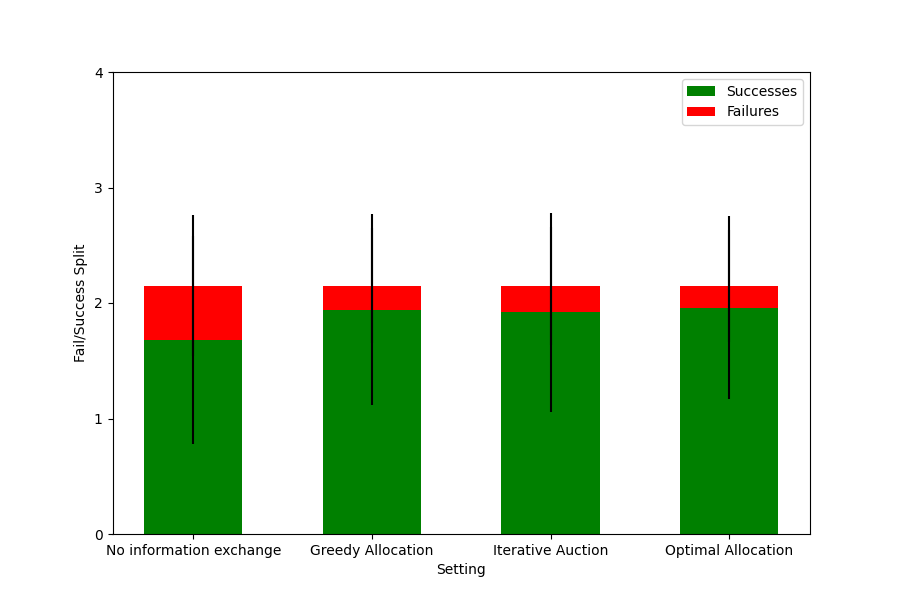 Successes
Failures
4
3
2
1
0
Fail/Success Split
No information exchange
Greedy Allocation
Iterative Auction
Optimal Allocation
Setting